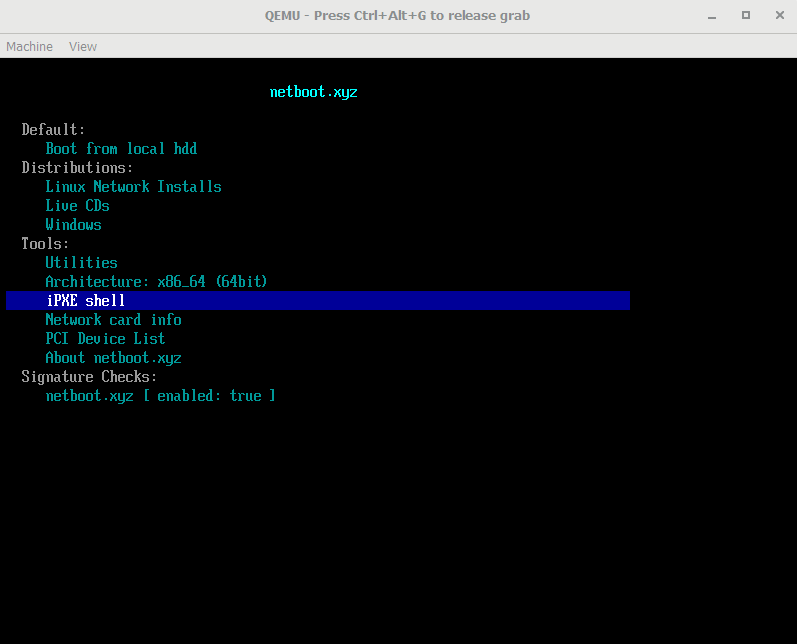 QEMU - Press Ctrl+Alt+G to release grab
Machine View
netboot.xyz
Default:
Boot from local hdd
Distributions:
Linux Network Installs
Live CDs
Windows
Tools:
Utilities
Architecture: x86_64 (64bit)
iPXE shell
Network card info
PCI Device List
About netboot.xyz
Signature Checks:
netboot.xyz [ enabled: true ]